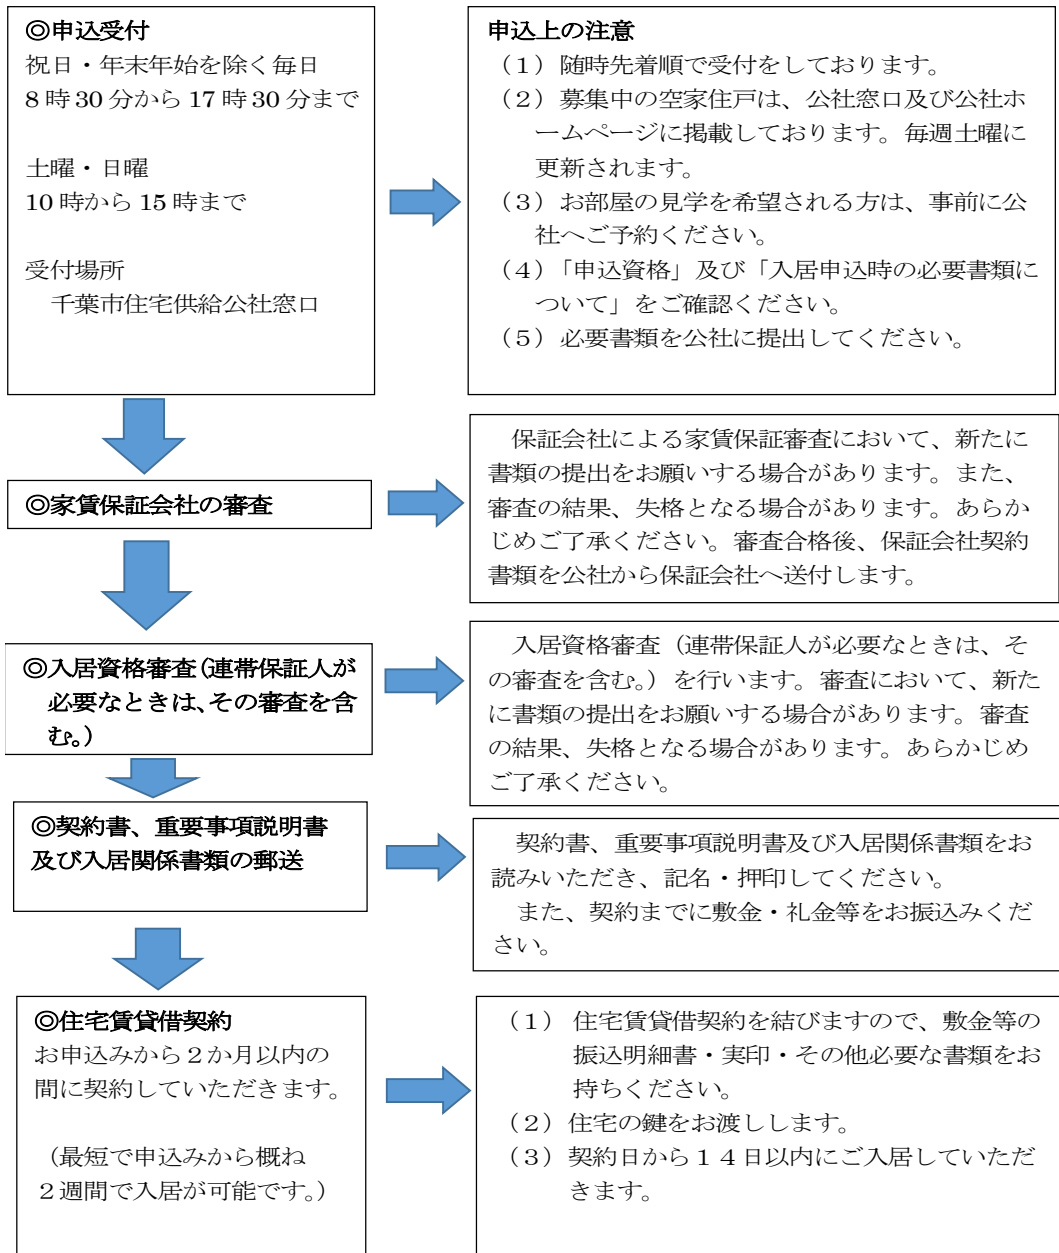 ◎申込受付
祝日・年末年始を除く毎日
8時30分から17時30分まで
土曜・日曜
10時から15時まで
受付場所
千葉市住宅供給公社窓口
申込上の注意
（１）随時先着順で受付をしております。
（２）募集中の空家住戸は、公社窓口及び公社ホ
ームページに掲載しております。毎週土曜に
更新されます。
（３）お部屋の見学を希望される方は、事前に公
社へご予約ください。
（４）「申込資格」及び「入居申込時の必要書類に
ついて」をご確認ください。
（５）必要書類を公社に提出してください。
◎家賃保証会社の審査
保証会社による家賃保証審査において、新たに
書類の提出をお願いする場合があります。また、
審査の結果、失格となる場合があります。あらか
じめご了承ください。審査合格後、保証会社契約
書類を公社から保証会社へ送付します。
◎入居資格審査（連帯保証人が
必要なときは、その審査を含
む。）
入居資格審査（連帯保証人が必要なときは、そ
の審査を含む。）を行います。審査において、新た
に書類の提出をお願いする場合があります。審査
の結果、失格となる場合があります。あらかじめ
ご了承ください。
◎契約書、重要事項説明書
及び入居関係書類の郵送
契約書、重要事項説明書及び入居関係書類をお
読みいただき、記名・押印してください。
また、契約までに敷金・礼金等をお振込みくだ
さい。
◎住宅賃貸借契約
お申込みから２か月以内の
間に契約していただきます。
（最短で申込みから概ね
２週間で入居が可能です。）
（１） 住宅賃貸借契約を結びますので、敷金等の
振込明細書・実印・その他必要な書類をお
持ちください。
（２）住宅の鍵をお渡しします。
（３）契約日から１４日以内にご入居していただ
きます。